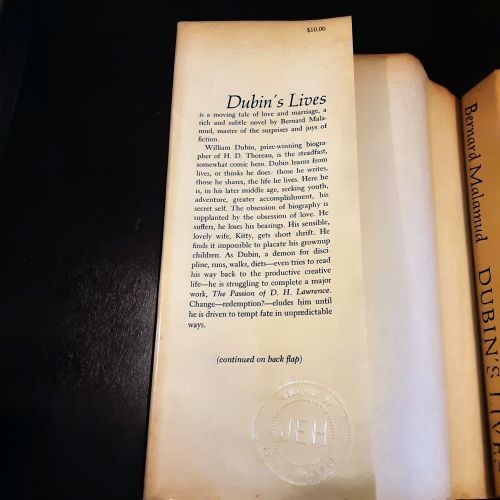 $10.00
Dubin's Lives
is a moving tale of love and marriage, a
rich and subtle novel by Bernard Mala-
mud, master of the surprises and joys of
fiction.
William Dubin, prize-winning biogra-
pher of H. D. Thoreau, is the steadfast,
somewhat comic hero. Dubin learns from
lives, or thinks he does: those he writes,
those he shares, the life he lives. Here he
is, in his later middle age, seeking youth,
adventure, greater accomplishment, his
secret self. The obsession of biography is
supplanted by the obsession of love. He
suffers, he loses his bearings. His sensible,
lovely wife, Kitty, gets short shrift. He
finds it impossible to placate his grownup
children. As Dubin, a demon for disci-
pline, runs, walks, diets—even tries to read
his way back to the productive creative
life—he is struggling to complete a major
work, The Passion of D. H. Lawrence.
Change—redemption?—eludes him until
he is driven to tempt fate in unpredictable
ways.
(continued on back flap)
JEH
Bernard Malamud
DUBIN'S LIVES